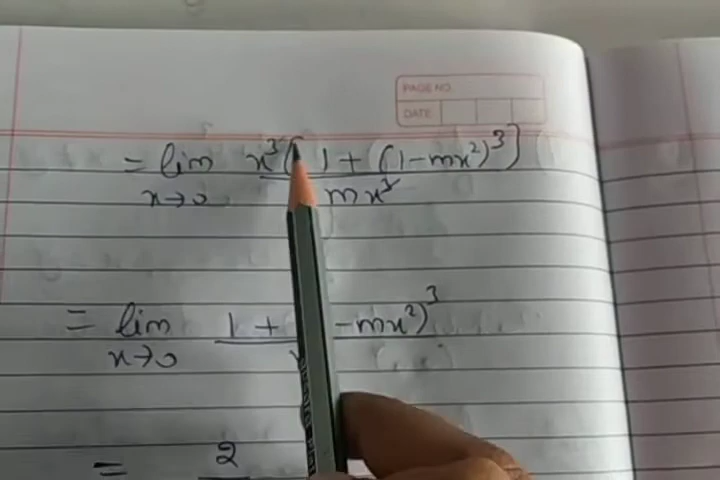 PAGE NO.
DATE:
= lim x³[1 + (1-mx²)³]
x→0 mx³
= lim 1 + -mx²)³
x→0
= 2